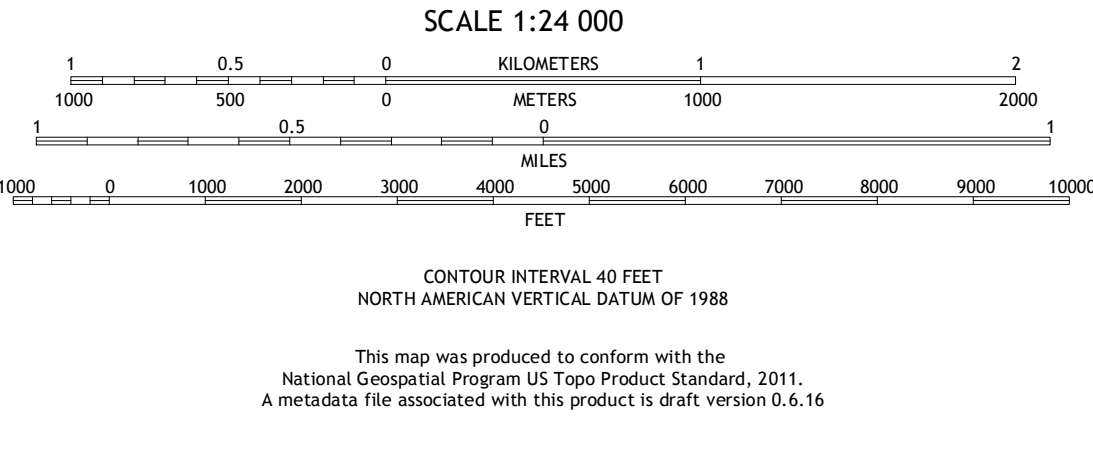 SCALE 1:24 000
1 0.5 0 KILOMETERS 1 2
1000 500 0 METERS 1000 2000
1 0.5 0 1
MILES
1000 0 1000 2000 3000 4000 5000 6000 7000 8000 9000 10000
FEET
CONTOUR INTERVAL 40 FEET
NORTH AMERICAN VERTICAL DATUM OF 1988
This map was produced to conform with the
National Geospatial Program US Topo Product Standard, 2011.
A metadata file associated with this product is draft version 0.6.16